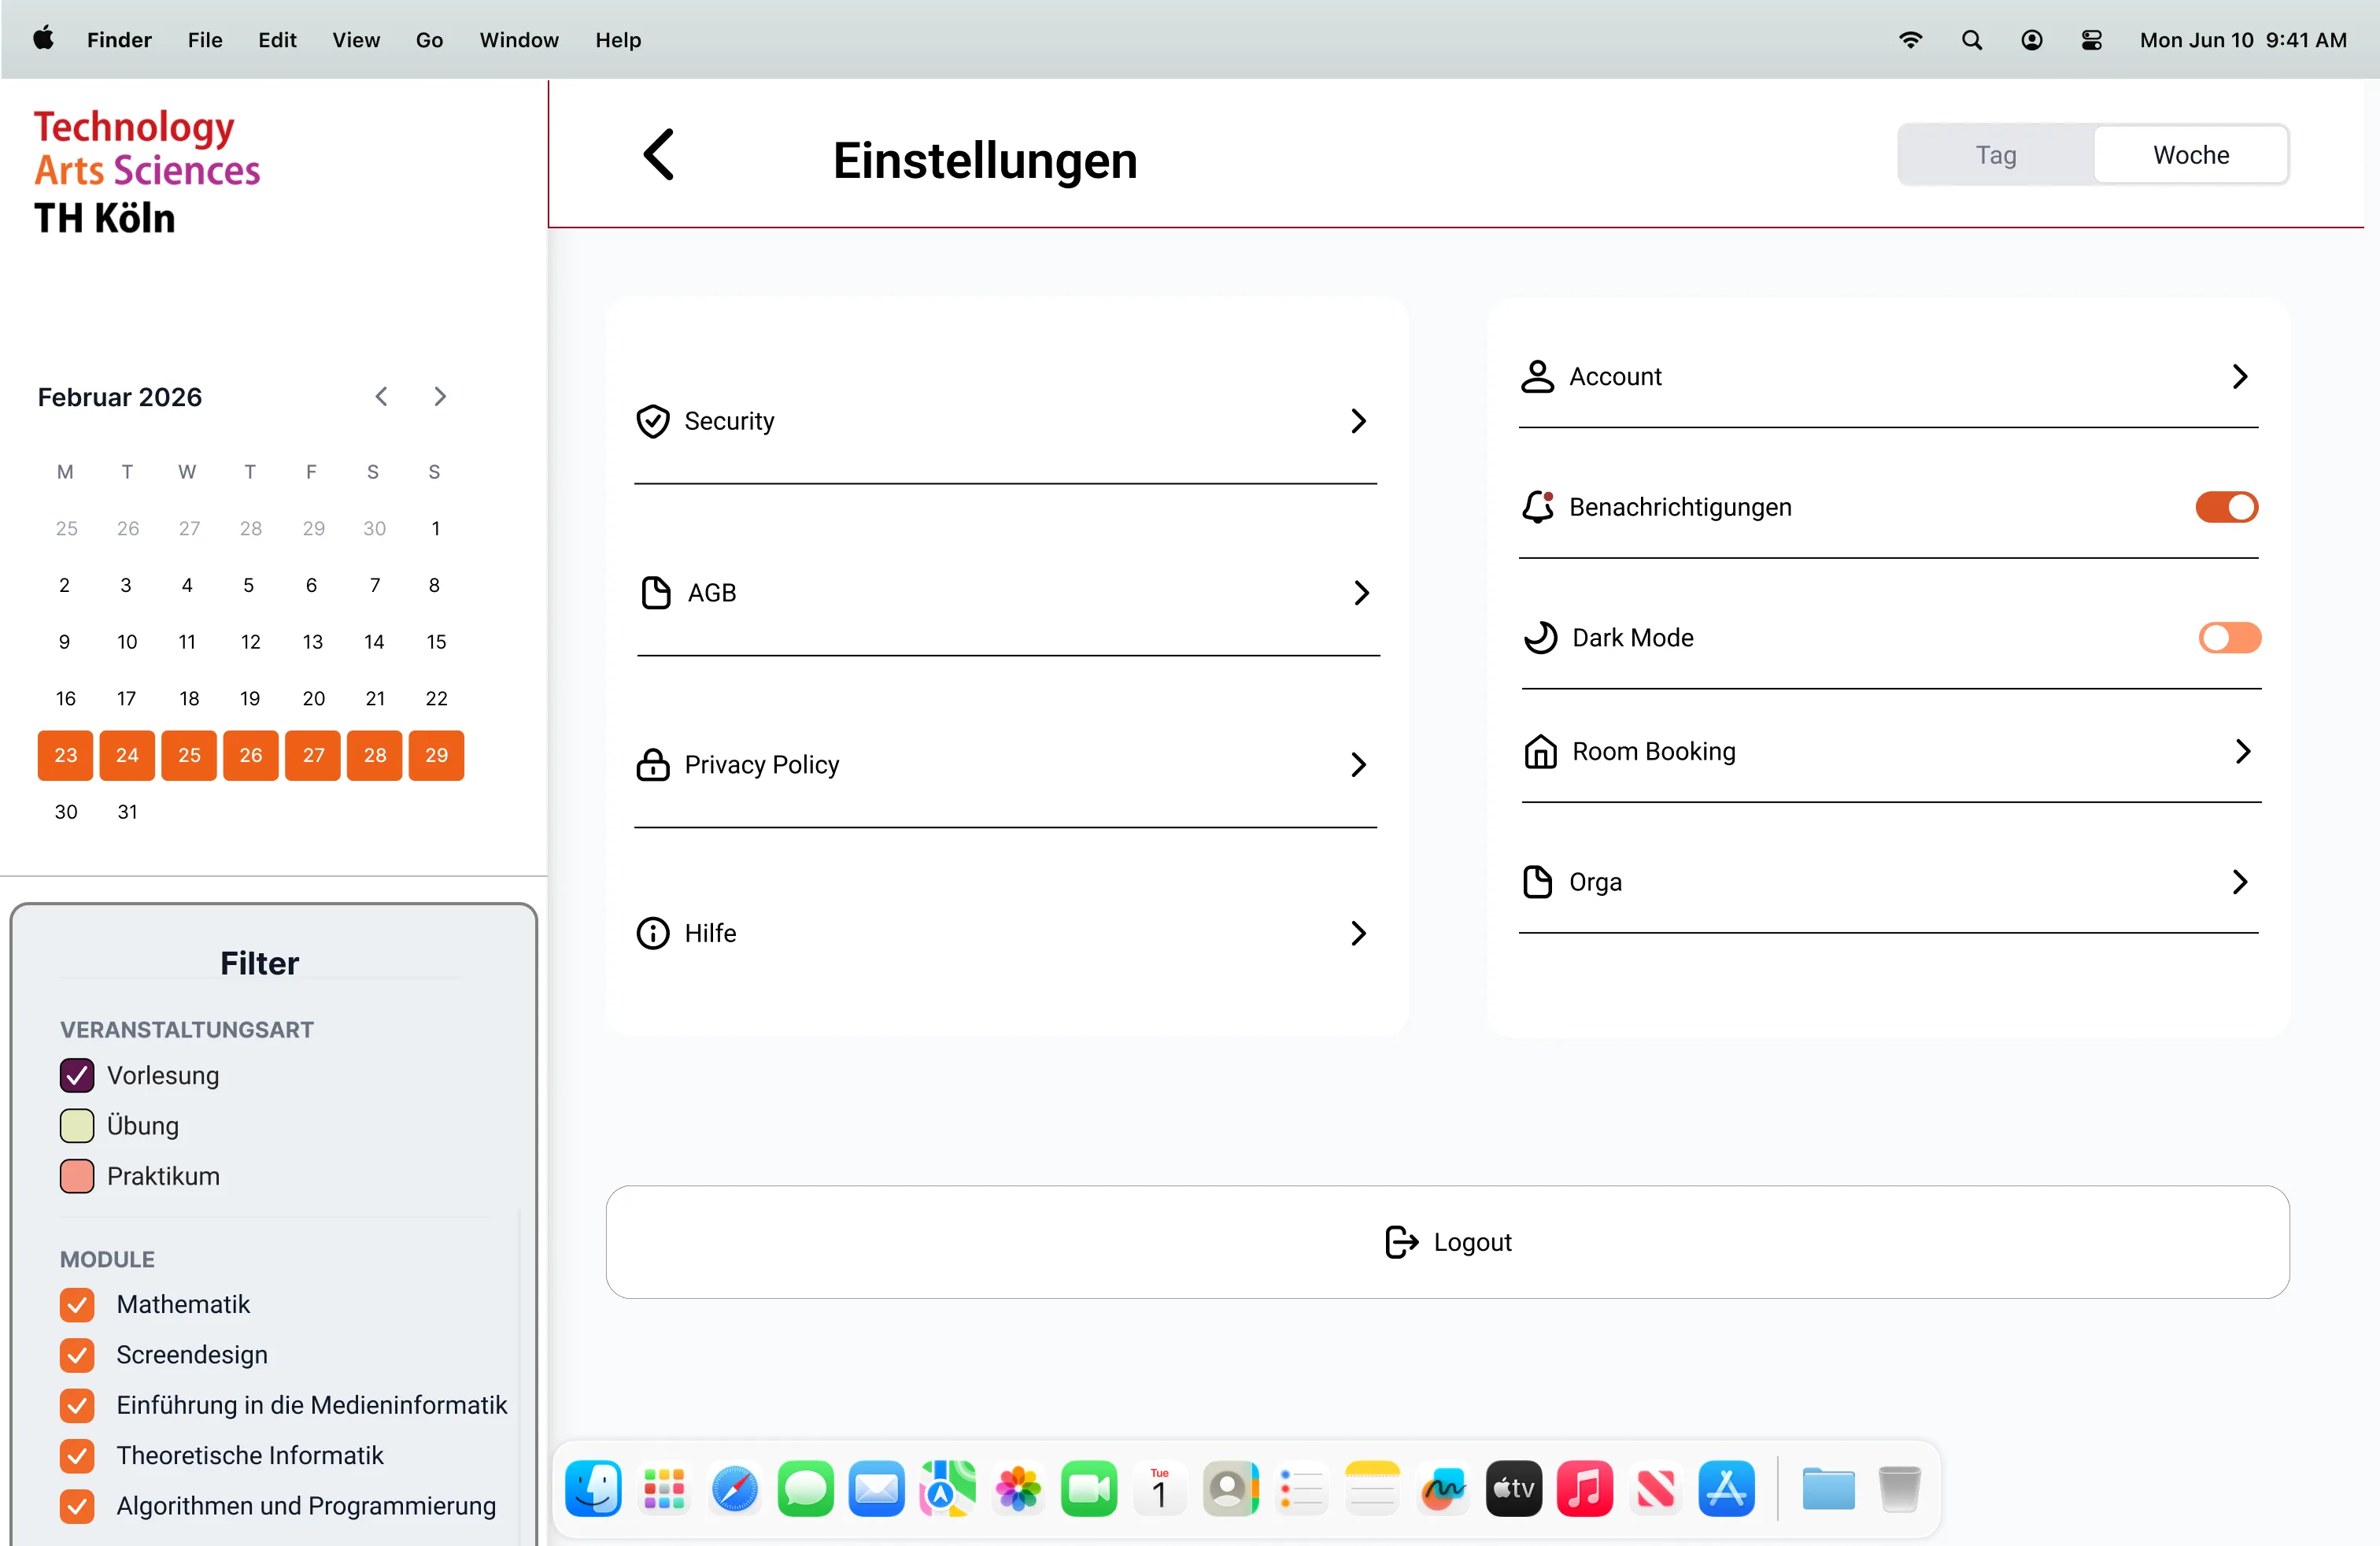 Finder File Edit View Go Window Help Mon Jun 10 9:41 AM
Technology
Arts Sciences
TH Köln
Februar 2026
M T W T F S S
25 26 27 28 29 30 1
2 3 4 5 6 7 8
9 10 11 12 13 14 15
16 17 18 19 20 21 22
23 24 25 26 27 28 29
30 31
Filter
VERANSTALTUNGSART
Vorlesung
Übung
Praktikum
MODULE
Mathematik
Screendesign
Einführung in die Medieninformatik
Theoretische Informatik
Algorithmen und Programmierung
Einstellungen
Tag Woche
Security
AGB
Privacy Policy
Hilfe
Account
Benachrichtigungen
Dark Mode
Room Booking
Orga
Logout
Tue
1
tv